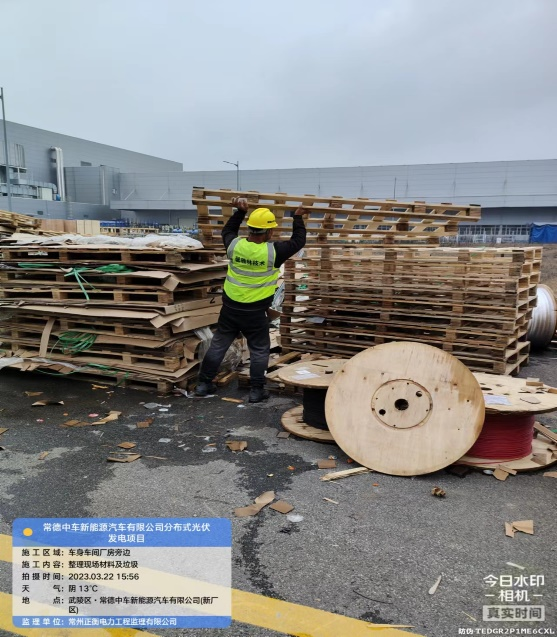 常德中车新能源汽车有限公司分布式光伏
发电项目
施工区域：车身车间厂房旁边
施工内容：整理现场材料及垃圾
拍摄时间：2023.03.22 15:56
天气：阴 13℃
地点：武陵区·常德中车新能源汽车有限公司(新厂
区)
监理单位：常州正衡电力工程监理有限公司
今日水印
相机
真实时间
防伪 TEDGR2P1ME6CXL